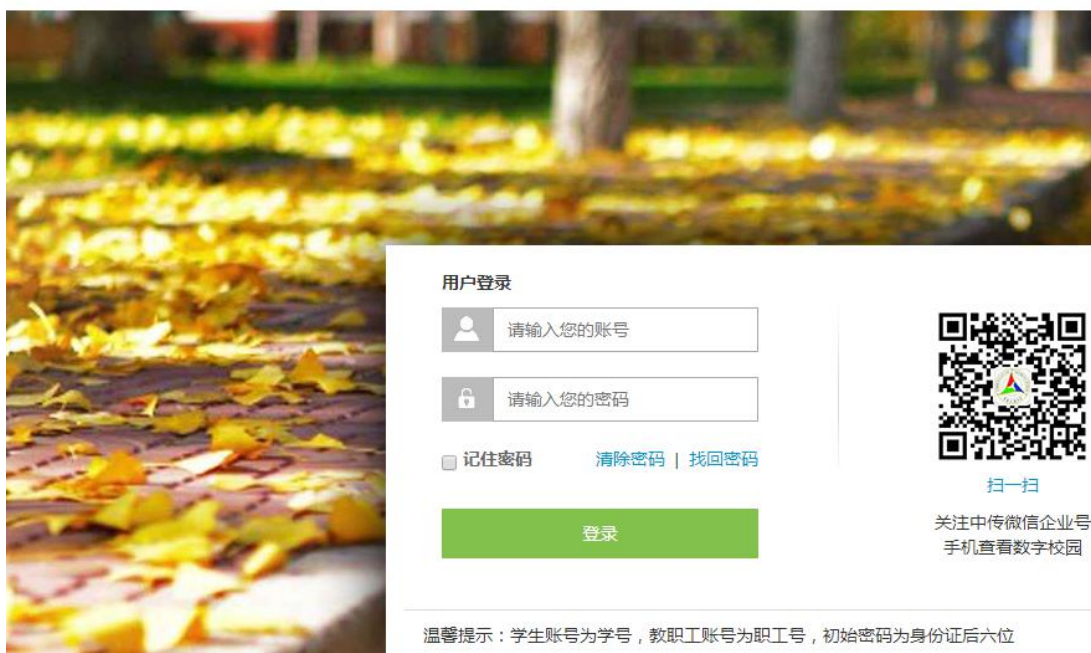 用户登录
请输入您的账号
请输入您的密码
记住密码 清除密码 | 找回密码
登录
扫一扫
关注中传微信企业号
手机查看数字校园
温馨提示：学生账号为学号，教职工账号为职工号，初始密码为身份证后六位